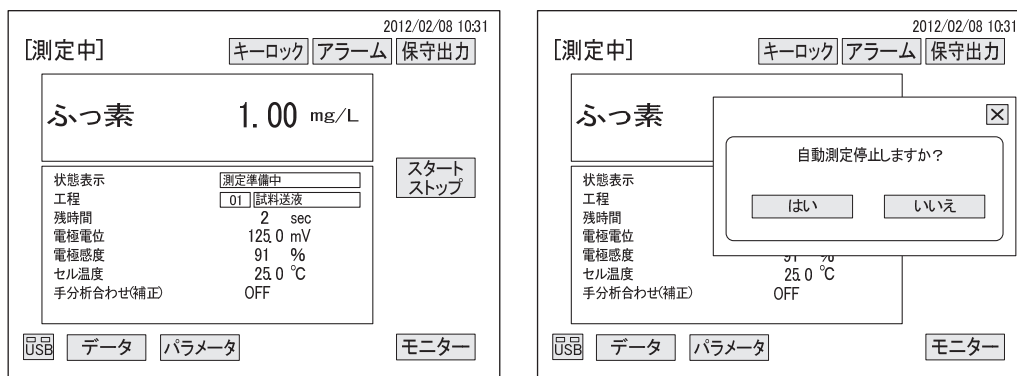 2012/02/08 10:31
[測定中]
キーロック アラーム 保守出力
ふっ素 1.00 mg/L
スタート
ストップ
状態表示 測定準備中
工程 01 試料送液
残時間 2 sec
電極電位 125.0 mV
電極感度 91 %
セル温度 25.0 ℃
手分析合わせ(補正) OFF
USB データ パラメータ モニター
2012/02/08 10:31
[測定中]
キーロック アラーム 保守出力
ふっ素
自動測定停止しますか?
はい いいえ
状態表示
工程
残時間
電極電位
電極感度 91 %
セル温度 25.0 ℃
手分析合わせ(補正) OFF
USB データ パラメータ モニター